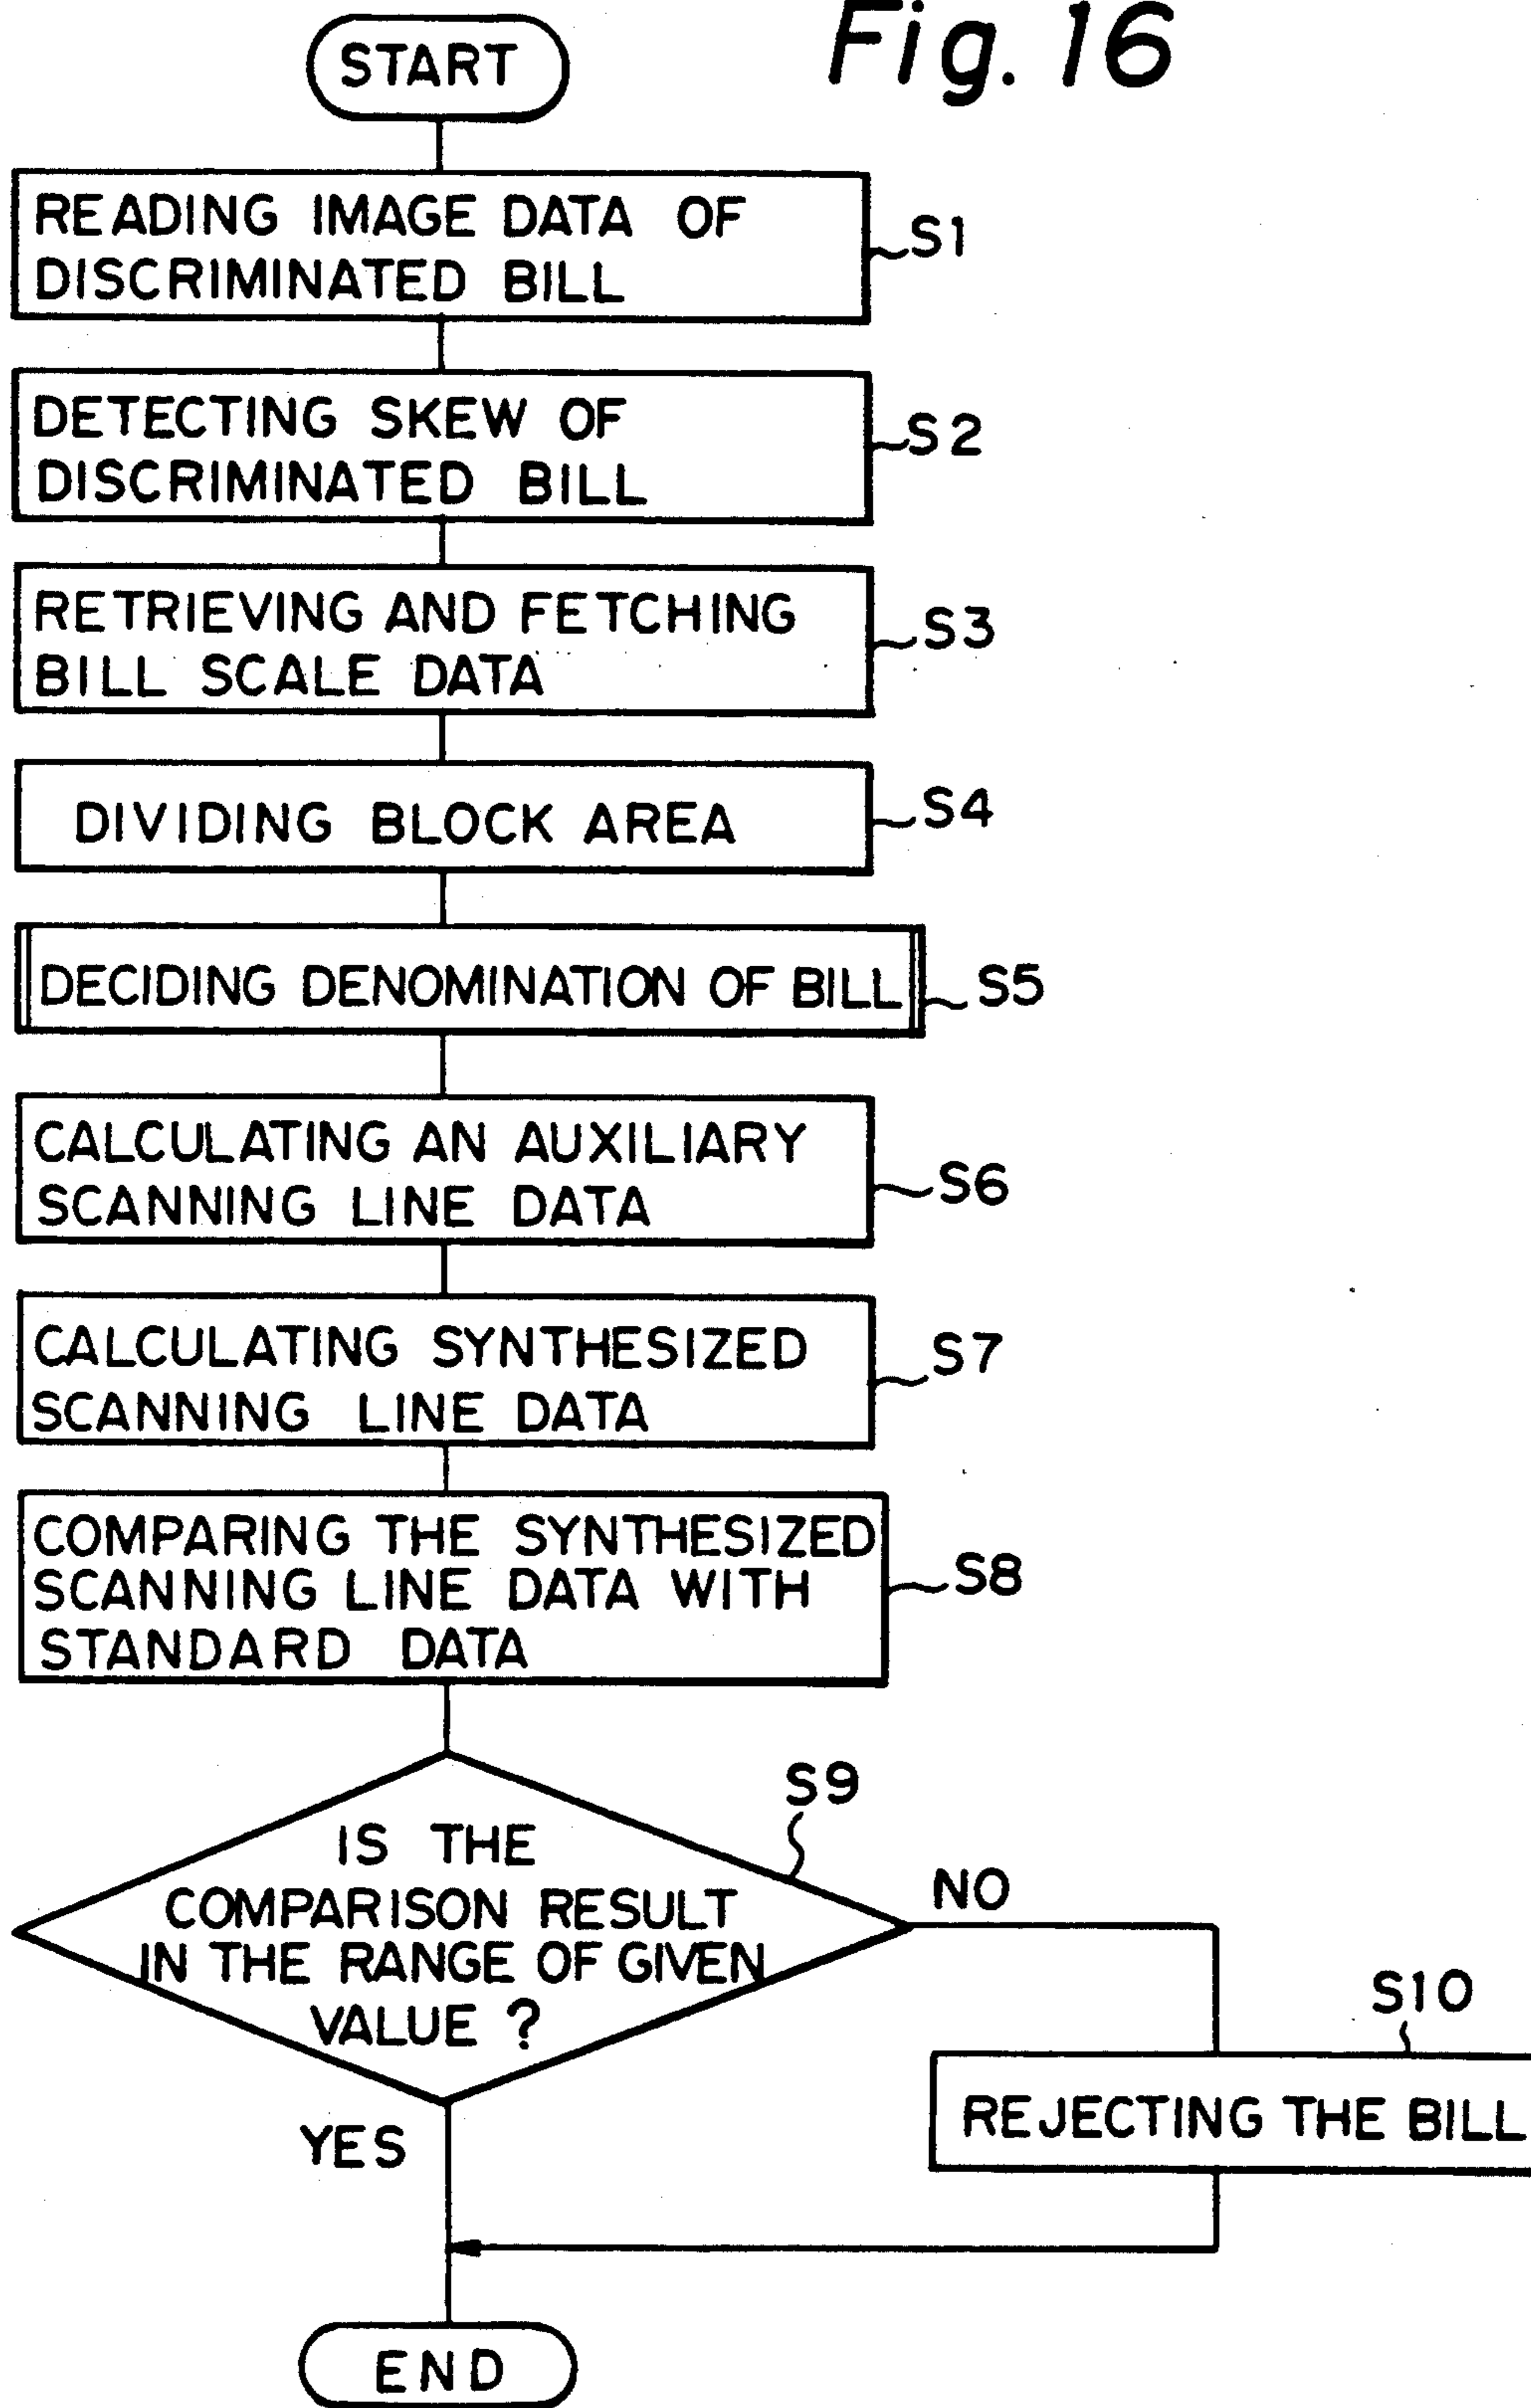 Fig. 16
START
READING IMAGE DATA OF
DISCRIMINATED BILL
S1
DETECTING SKEW OF
DISCRIMINATED BILL
S2
RETRIEVING AND FETCHING
BILL SCALE DATA
S3
DIVIDING BLOCK AREA
S4
DECIDING DENOMINATION OF BILL
S5
CALCULATING AN AUXILIARY
SCANNING LINE DATA
S6
CALCULATING SYNTHESIZED
SCANNING LINE DATA
S7
COMPARING THE SYNTHESIZED
SCANNING LINE DATA WITH
STANDARD DATA
S8
S9
IS THE
COMPARISON RESULT
IN THE RANGE OF GIVEN
VALUE ?
NO
S10
REJECTING THE BILL
YES
END